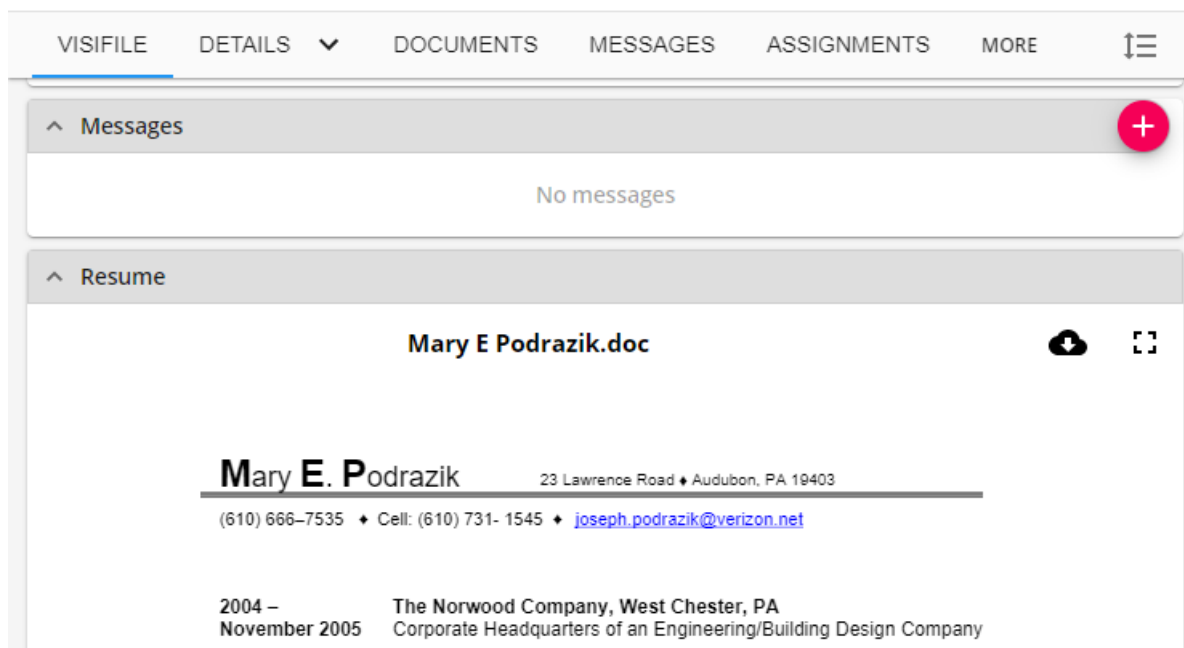 VISIFILE DETAILS DOCUMENTS MESSAGES ASSIGNMENTS MORE
Messages
No messages
Resume
Mary E Podrazik.doc
Mary E. Podrazik 23 Lawrence Road ♦ Audubon, PA 19403
(610) 666–7535 ♦ Cell: (610) 731- 1545 ♦ joseph.podrazik@verizon.net
2004 – The Norwood Company, West Chester, PA
November 2005 Corporate Headquarters of an Engineering/Building Design Company